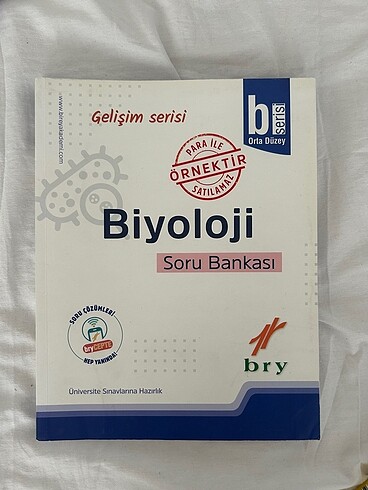 www.biryayakademi.com
Gelişim serisi
b serisi
Orta Düzey
PARA İLE
ÖRNEKTİR
SATILAMAZ
Biyoloji
Soru Bankası
SORU ÇÖZÜMLERİ
bryCEPTE
HEP YANINDA!
bry
Üniversite Sınavlarına Hazırlık